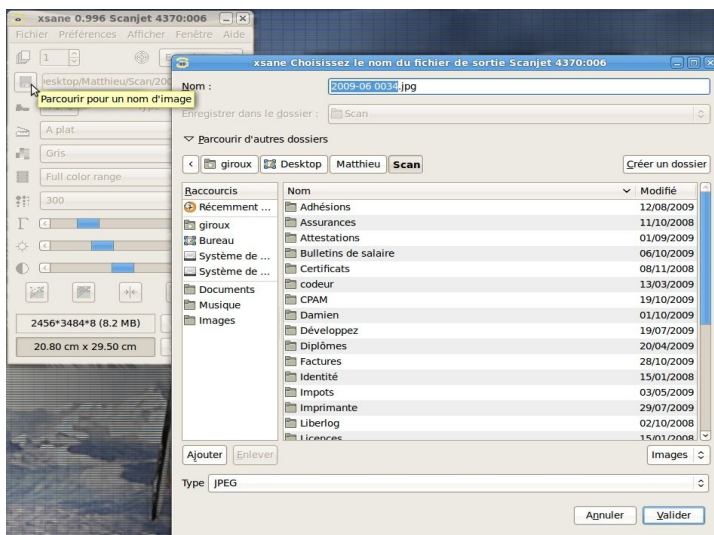 xsane 0.996 Scanjet 4370:006
Fichier Préférences Afficher Fenêtre Aide
1
esktop/Matthieu/Scan/200
Parcourir pour un nom d'image
A plat
Gris
Full color range
300
2456*3484*8 (8.2 MB)
20.80 cm x 29.50 cm
xsane Choisissez le nom du fichier de sortie Scanjet 4370:006
Nom : 2009-06 0034.jpg
Enregistrer dans le dossier : Scan
Parcourir d'autres dossiers
giroux Desktop Matthieu Scan Créer un dossier
Raccourcis Nom Modifié
Récemment ... Adhésions 12/08/2009
giroux Assurances 11/10/2008
Bureau Attestations 01/09/2009
Système de ... Bulletins de salaire 06/10/2009
Système de ... Certificats 08/11/2008
Documents codeur 13/03/2009
Musique CPAM 19/10/2009
Images Damien 01/10/2009
Développez 19/07/2009
Diplômes 20/04/2009
Factures 28/10/2009
Identité 15/01/2008
Impots 03/05/2009
Imprimante 29/07/2009
Liberlog 02/10/2008
Licences 15/01/2008
Ajouter Enlever Images
Type JPEG
Annuler Valider